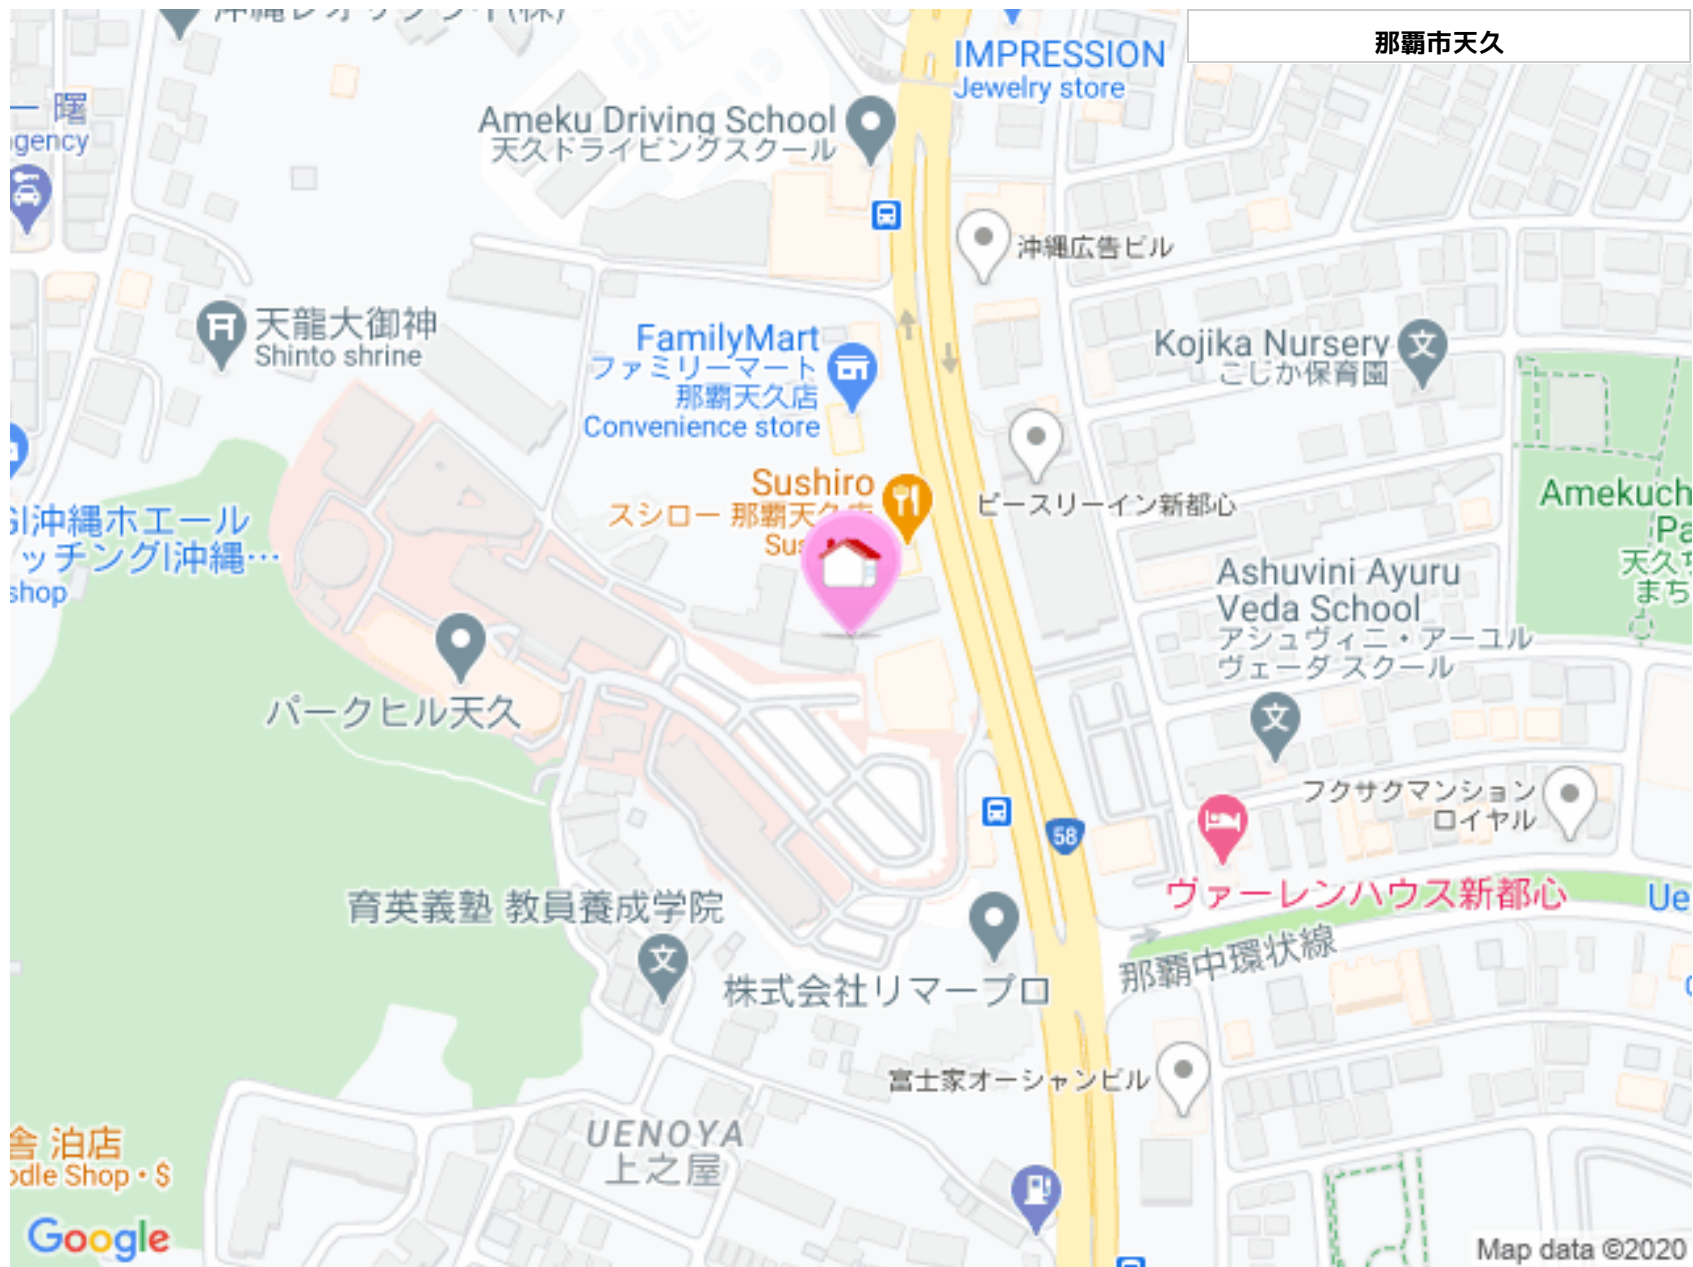 那覇市天久
IMPRESSION
Jewelry store
曙
agency
Ameku Driving School
天久ドライビングスクール
沖縄広告ビル
天龍大御神
Shinto shrine
FamilyMart
ファミリーマート
那覇天久店
Convenience store
Kojika Nursery
こじか保育園
Sushiro
スシロー 那覇天久店
ピースリーイン新都心
沖縄ホエール
ッチング|沖縄…
shop
Amekuch
Pa
天久ち
まち
Ashuvini Ayuru
Veda School
アシュヴィニ・アーユル
ヴェーダ スクール
パークヒル天久
フクサクマンション
ロイヤル
58
ヴァーレンハウス新都心
Ue
育英義塾 教員養成学院
那覇中環状線
株式会社リマープロ
富士家オーシャンビル
UENOYA
上之屋
舎 泊店
odle Shop・$
Google
Map data ©2020